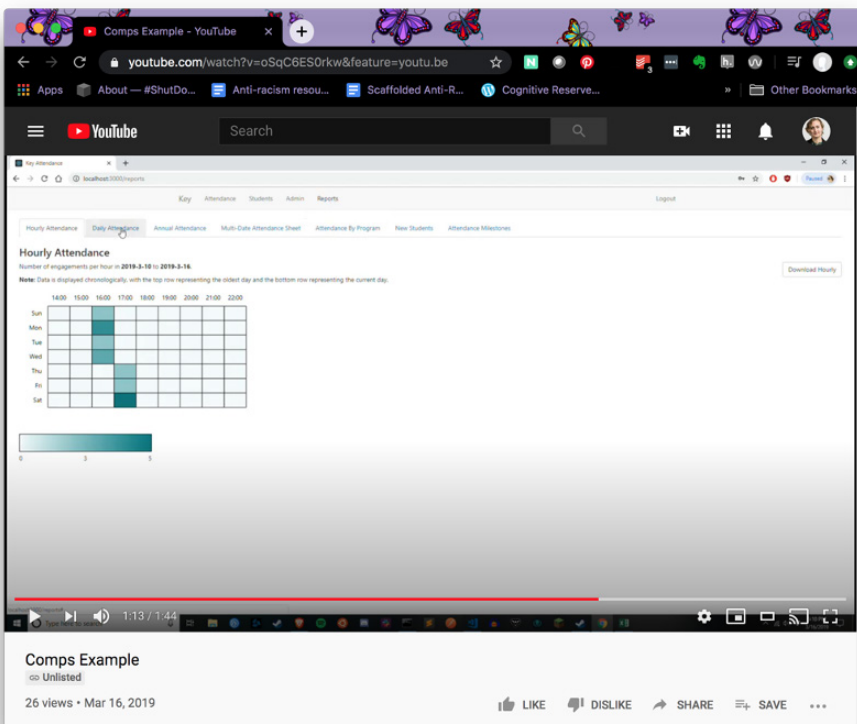 Comps Example - YouTube
youtube.com/watch?v=oSqC6ES0rkw&feature=youtu.be
3
h.
Apps About — #ShutDo... Anti-racism resou... Scaffolded Anti-R... Cognitive Reserve... » Other Bookmarks
YouTube Search
Key Attendance
localhost:3000/reports Paused
Key Attendance Students Admin Reports Logout
Hourly Attendance Daily Attendance Annual Attendance Multi-Date Attendance Sheet Attendance By Program New Students Attendance Milestones
Hourly Attendance
Number of engagements per hour in 2019-3-10 to 2019-3-16.
Download Hourly
Note: Data is displayed chronologically, with the top row representing the oldest day and the bottom row representing the current day.
14:00 15:00 16:00 17:00 18:00 19:00 20:00 21:00 22:00
Sun
Mon
Tue
Wed
Thu
Fri
Sat
0 3 5
1:13 / 1:44
Type here to search
Comps Example
Unlisted
26 views • Mar 16, 2019 LIKE DISLIKE SHARE SAVE